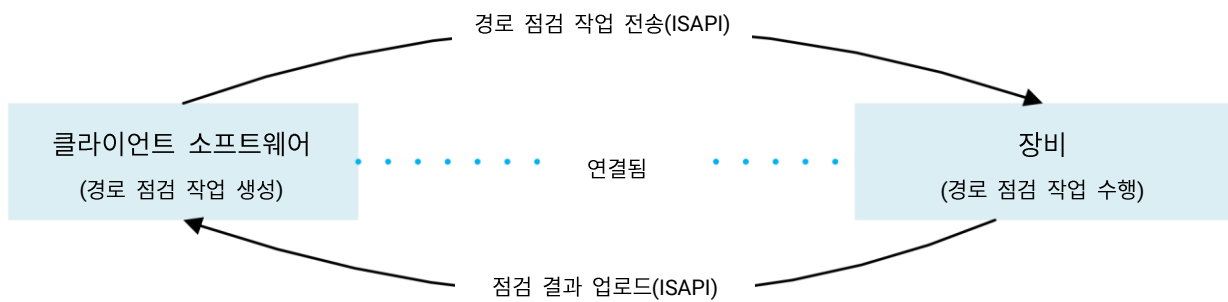 경로 점검 작업 전송(ISAPI)
클라이언트 소프트웨어
(경로 점검 작업 생성)
연결됨
장비
(경로 점검 작업 수행)
점검 결과 업로드(ISAPI)